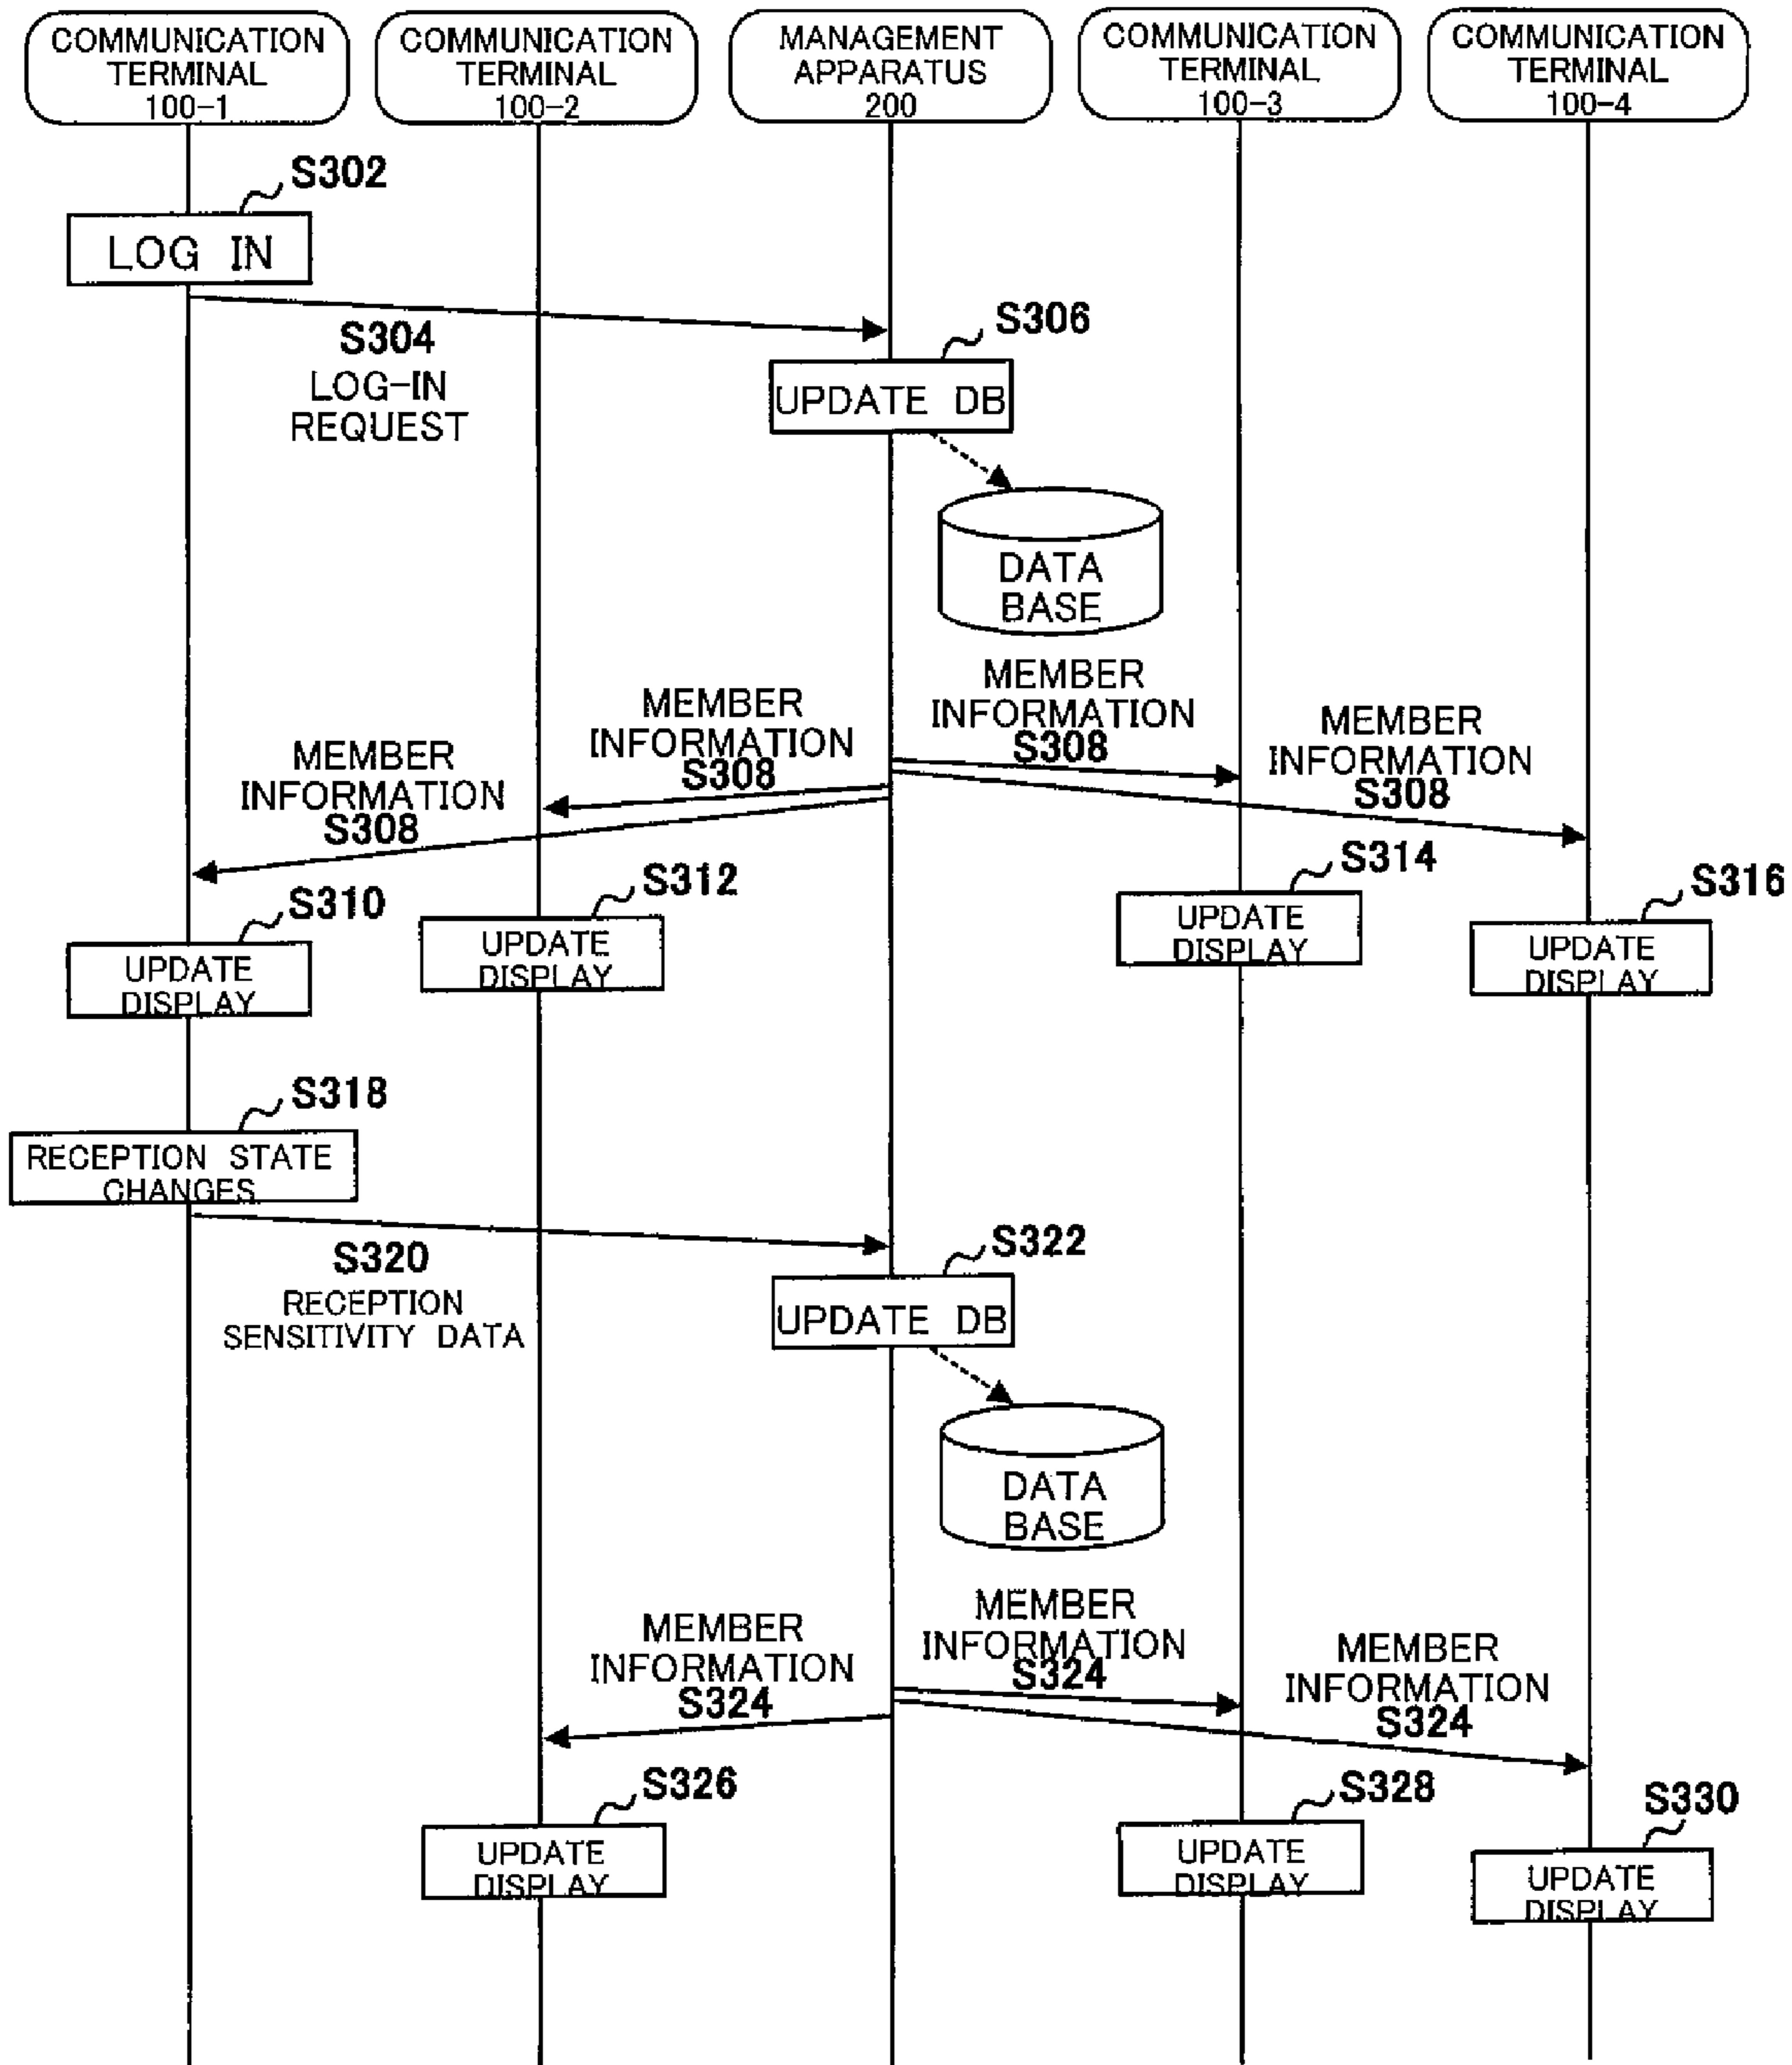 COMMUNICATION
TERMINAL
100-1
COMMUNICATION
TERMINAL
100-2
MANAGEMENT
APPARATUS
200
COMMUNICATION
TERMINAL
100-3
COMMUNICATION
TERMINAL
100-4
S302
LOG IN
S304
LOG-IN
REQUEST
S306
UPDATE DB
DATA
BASE
MEMBER
INFORMATION
S308
MEMBER
INFORMATION
S308
MEMBER
INFORMATION
S308
MEMBER
INFORMATION
S308
S310
UPDATE
DISPLAY
S312
UPDATE
DISPLAY
S314
UPDATE
DISPLAY
S316
UPDATE
DISPLAY
S318
RECEPTION STATE
CHANGES
S320
RECEPTION
SENSITIVITY DATA
S322
UPDATE DB
DATA
BASE
MEMBER
INFORMATION
S324
MEMBER
INFORMATION
S324
MEMBER
INFORMATION
S324
S326
UPDATE
DISPLAY
S328
UPDATE
DISPLAY
S330
UPDATE
DISPLAY